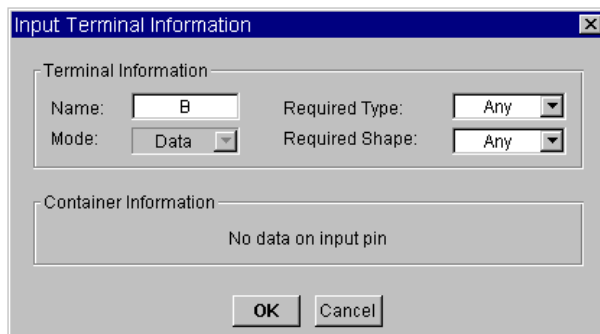 Input Terminal Information
Terminal Information
Name: B Required Type: Any
Mode: Data Required Shape: Any
Container Information
No data on input pin
OK Cancel